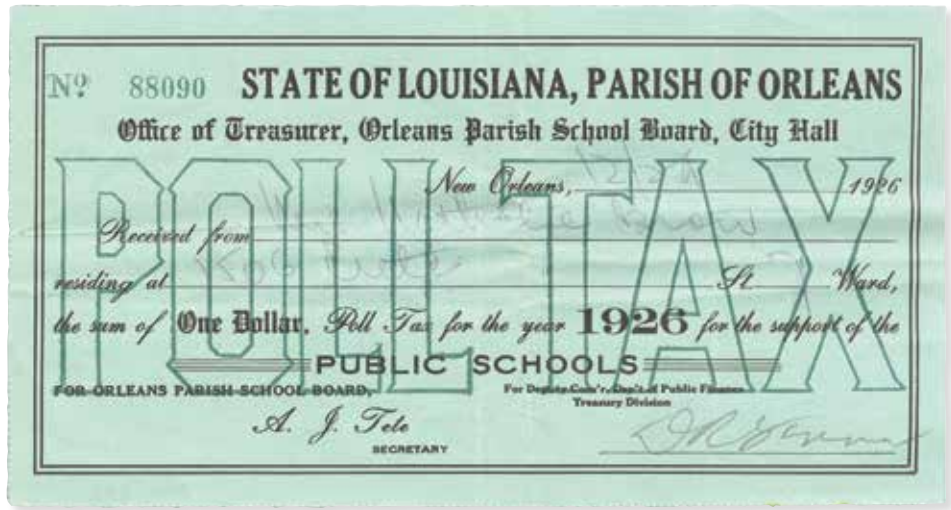 Nº 88090 STATE OF LOUISIANA, PARISH OF ORLEANS
Office of Treasurer, Orleans Parish School Board, City Hall
POLL TAX
New Orleans, 1926
Received from
residing at St. Ward,
the sum of One Dollar. Poll Tax for the year 1926 for the support of the
PUBLIC SCHOOLS
FOR ORLEANS PARISH SCHOOL BOARD,
A. J. Tete
SECRETARY
For Deputy Com'r. Dep't. of Public Finance
Treasury Division